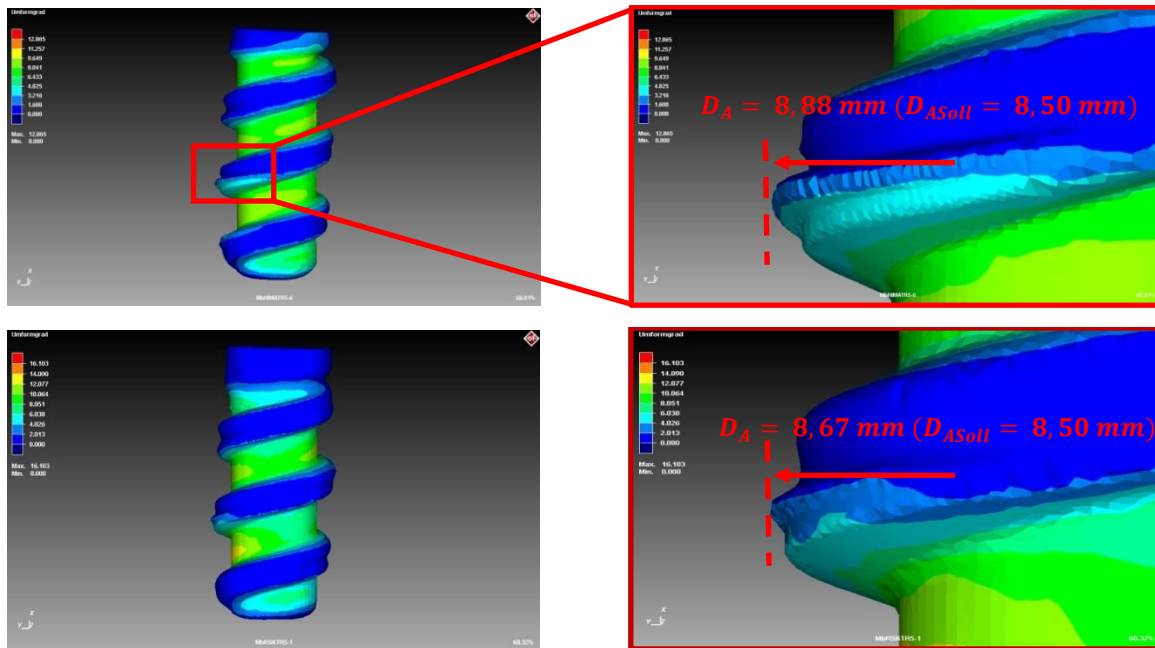 Umformgrad
12.865
11.257
9.649
8.041
6.433
4.825
3.216
1.608
0.000
Max. 12.865
Min. 0.000
X
Y Z
60.81%
Umformgrad
12.865
11.257
9.649
8.041
6.433
4.825
3.216
1.608
0.000
Max. 12.865
Min. 0.000
D_A = 8,88 mm (D_ASoll = 8,50 mm)
X
Y Z
60.81%
Umformgrad
16.103
14.090
12.077
10.064
8.051
6.038
4.026
2.013
0.000
Max. 16.103
Min. 0.000
X
Y Z
60.32%
Umformgrad
16.103
14.090
12.077
10.064
8.051
6.038
4.026
2.013
0.000
Max. 16.103
Min. 0.000
D_A = 8,67 mm (D_ASoll = 8,50 mm)
X
Y Z
60.32%